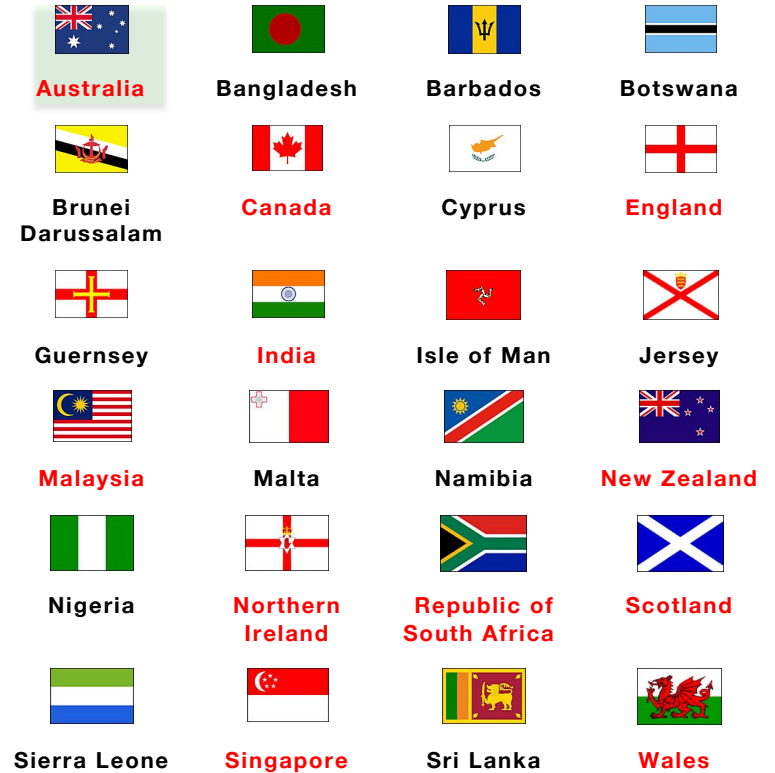 Australia
Bangladesh
Barbados
Botswana
Brunei
Darussalam
Canada
Cyprus
England
Guernsey
India
Isle of Man
Jersey
Malaysia
Malta
Namibia
New Zealand
Nigeria
Northern
Ireland
Republic of
South Africa
Scotland
Sierra Leone
Singapore
Sri Lanka
Wales